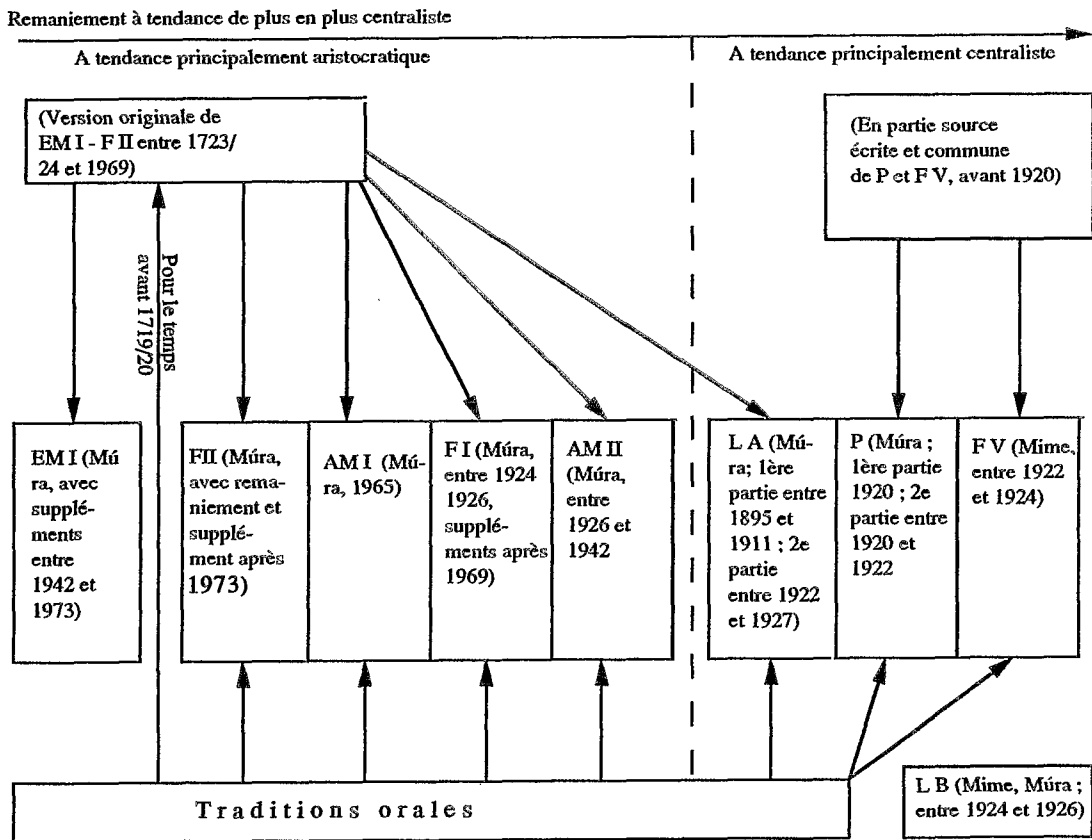 Remaniement à tendance de plus en plus centraliste
A tendance principalement aristocratique
A tendance principalement centraliste
(Version originale de
EM I - F II entre 1723/
24 et 1969)
(En partie source
écrite et commune
de P et F V, avant 1920)
Pour le temps
avant 1719/20
EM I (Mú
ra, avec
supplé-
ments
entre
1942 et
1973)
FII (Múra,
avec rema-
niement et
supplé-
ment après
1973)
AM I (Mú-
ra, 1965)
F I (Múra,
entre 1924
1926,
supplé-
ments après
1969)
AM II
(Múra,
entre
1926 et
1942
L A (Mú-
ra; 1ère
partie entre
1895 et
1911 ; 2e
partie
entre 1922
et 1927)
P (Múra ;
1ère partie
1920 ; 2e
partie entre
1920 et
1922
F V (Mime,
entre 1922
et 1924)
Traditions orales
L B (Mime, Múra ;
entre 1924 et 1926)